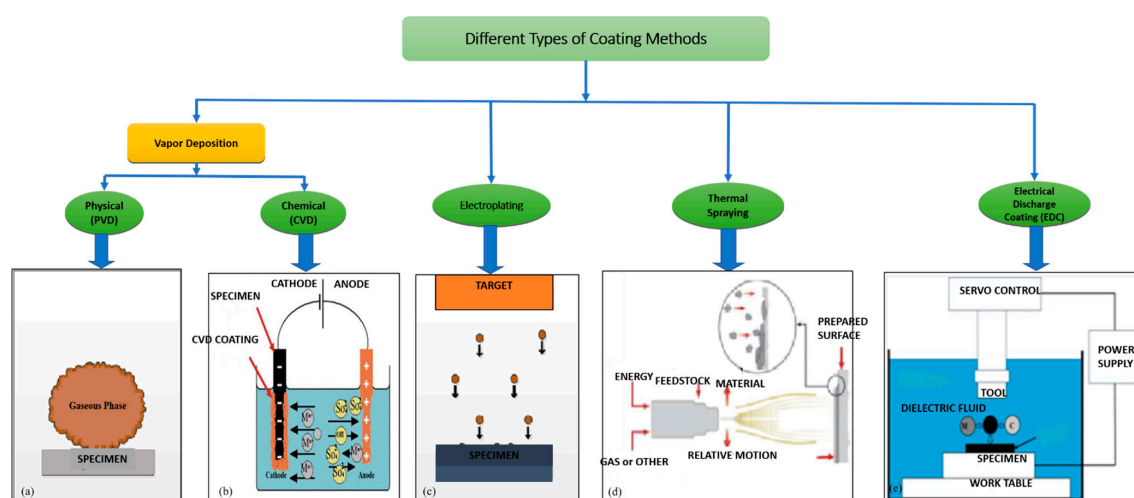 Different Types of Coating Methods
Vapor Deposition
Physical
(PVD)
Chemical
(CVD)
Electroplating
Thermal
Spraying
Electrical
Discharge
Coating (EDC)
Gaseous Phase
SPECIMEN
(a)
CATHODE
ANODE
SPECIMEN
CVD COATING
Cathode
Anode
(b)
TARGET
SPECIMEN
(c)
PREPARED
SURFACE
ENERGY
FEEDSTOCK
MATERIAL
GAS or OTHER
RELATIVE MOTION
(d)
SERVO CONTROL
POWER
SUPPLY
TOOL
DIELECTRIC FLUID
SPECIMEN
WORK TABLE
(e)